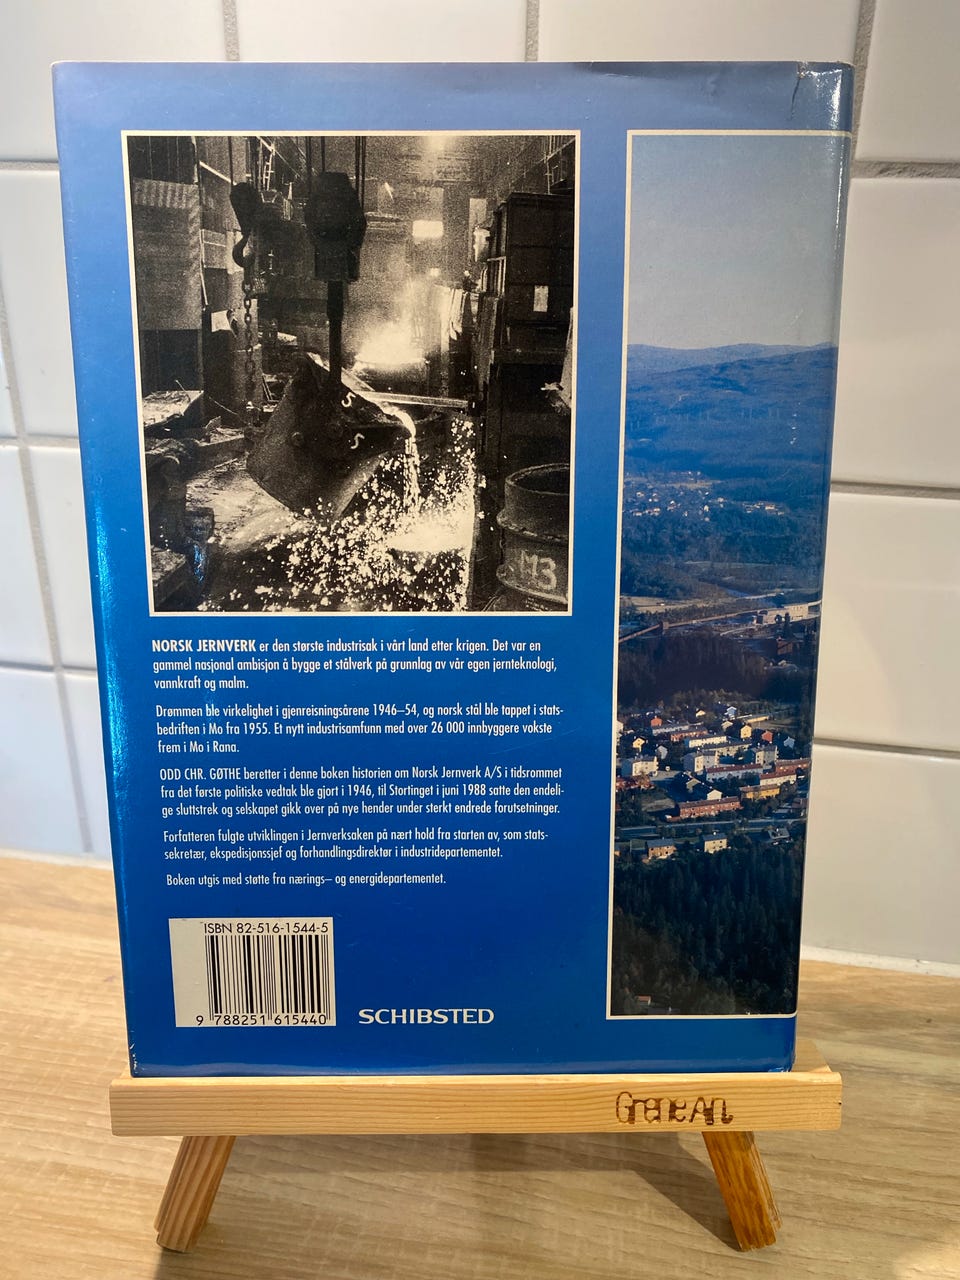 S
S
M3
NORSK JERNVERK er den største industrisak i vårt land etter krigen. Det var en
gammel nasjonal ambisjon å bygge et stålverk på grunnlag av vår egen jernteknologi,
vannkraft og malm.
Drømmen ble virkelighet i gjenreisningsårene 1946–54, og norsk stål ble tappet i stats-
bedriften i Mo fra 1955. Et nytt industrisamfunn med over 26 000 innbyggere vokste
frem i Mo i Rana.
ODD CHR. GØTHE beretter i denne boken historien om Norsk Jernverk A/S i tidsrommet
fra det første politiske vedtak ble gjort i 1946, til Stortinget i juni 1988 satte den endeli-
ge sluttstrek og selskapet gikk over på nye hender under sterkt endrede forutsetninger.
Forfatteren fulgte utviklingen i Jernverksaken på nært hold fra starten av, som stats-
sekretær, ekspedisjonssjef og forhandlingsdirektør i industridepartementet.
Boken utgis med støtte fra nærings– og energidepartementet.
ISBN 82-516-1544-5
9 788251 615440
SCHIBSTED
GreneArt